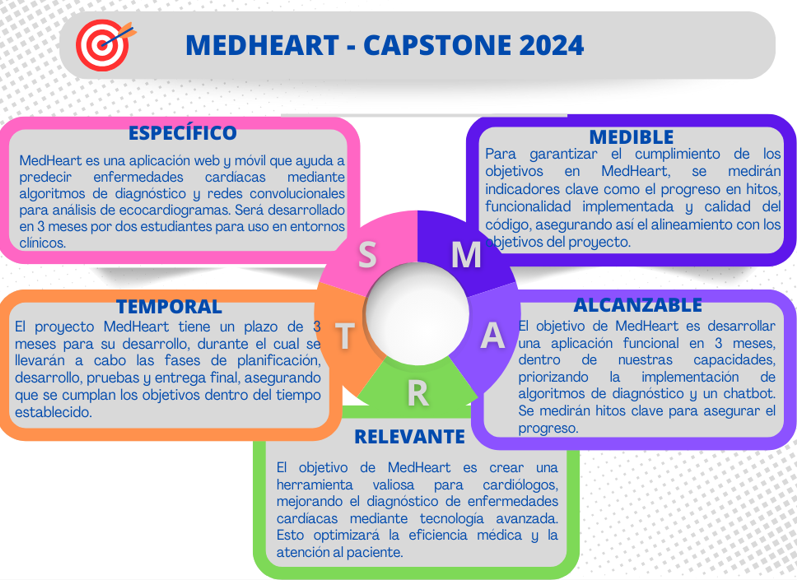 MEDHEART - CAPSTONE 2024
ESPECÍFICO
MedHeart es una aplicación web y móvil que ayuda a
predecir enfermedades cardíacas mediante
algoritmos de diagnóstico y redes convolucionales
para análisis de ecocardiogramas. Será desarrollado
en 3 meses por dos estudiantes para uso en entornos
clínicos.
MEDIBLE
Para garantizar el cumplimiento de los
objetivos en MedHeart, se medirán
indicadores clave como el progreso en hitos,
funcionalidad implementada y calidad del
código, asegurando así el alineamiento con los
objetivos del proyecto.
S
M
T
A
R
TEMPORAL
El proyecto MedHeart tiene un plazo de 3
meses para su desarrollo, durante el cual se
llevarán a cabo las fases de planificación,
desarrollo, pruebas y entrega final, asegurando
que se cumplan los objetivos dentro del tiempo
establecido.
ALCANZABLE
El objetivo de MedHeart es desarrollar
una aplicación funcional en 3 meses,
dentro de nuestras capacidades,
priorizando la implementación de
algoritmos de diagnóstico y un chatbot.
Se medirán hitos clave para asegurar el
progreso.
RELEVANTE
El objetivo de MedHeart es crear una
herramienta valiosa para cardiólogos,
mejorando el diagnóstico de enfermedades
cardíacas mediante tecnología avanzada.
Esto optimizará la eficiencia médica y la
atención al paciente.